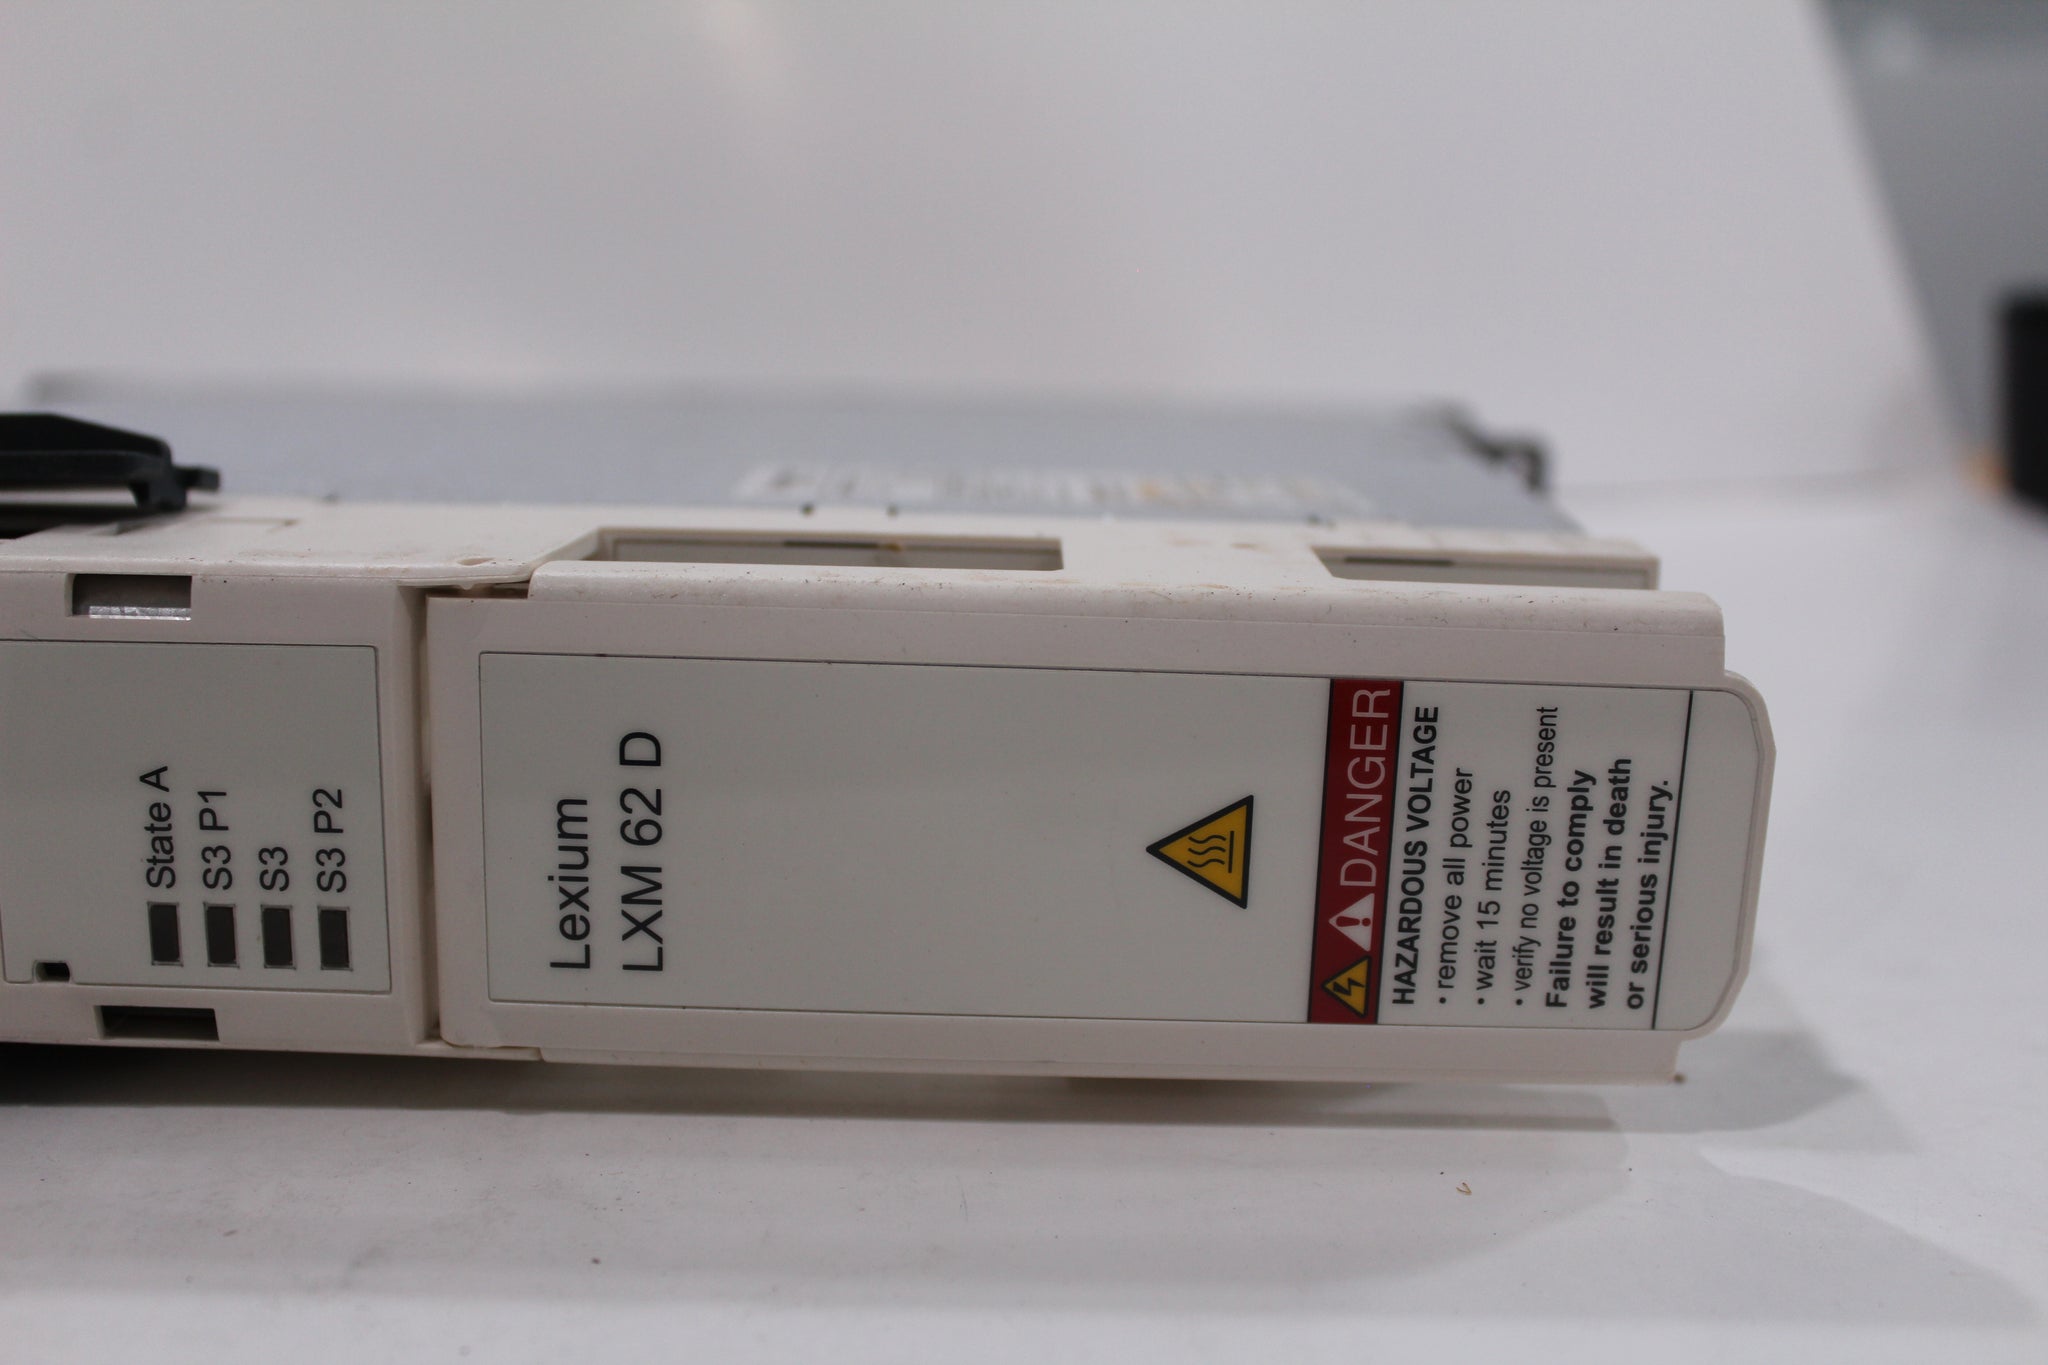 State A
S3 P1
S3
S3 P2
Lexium
LXM 62 D
DANGER
HAZARDOUS VOLTAGE
• remove all power
• wait 15 minutes
• verify no voltage is present
Failure to comply
will result in death
or serious injury.